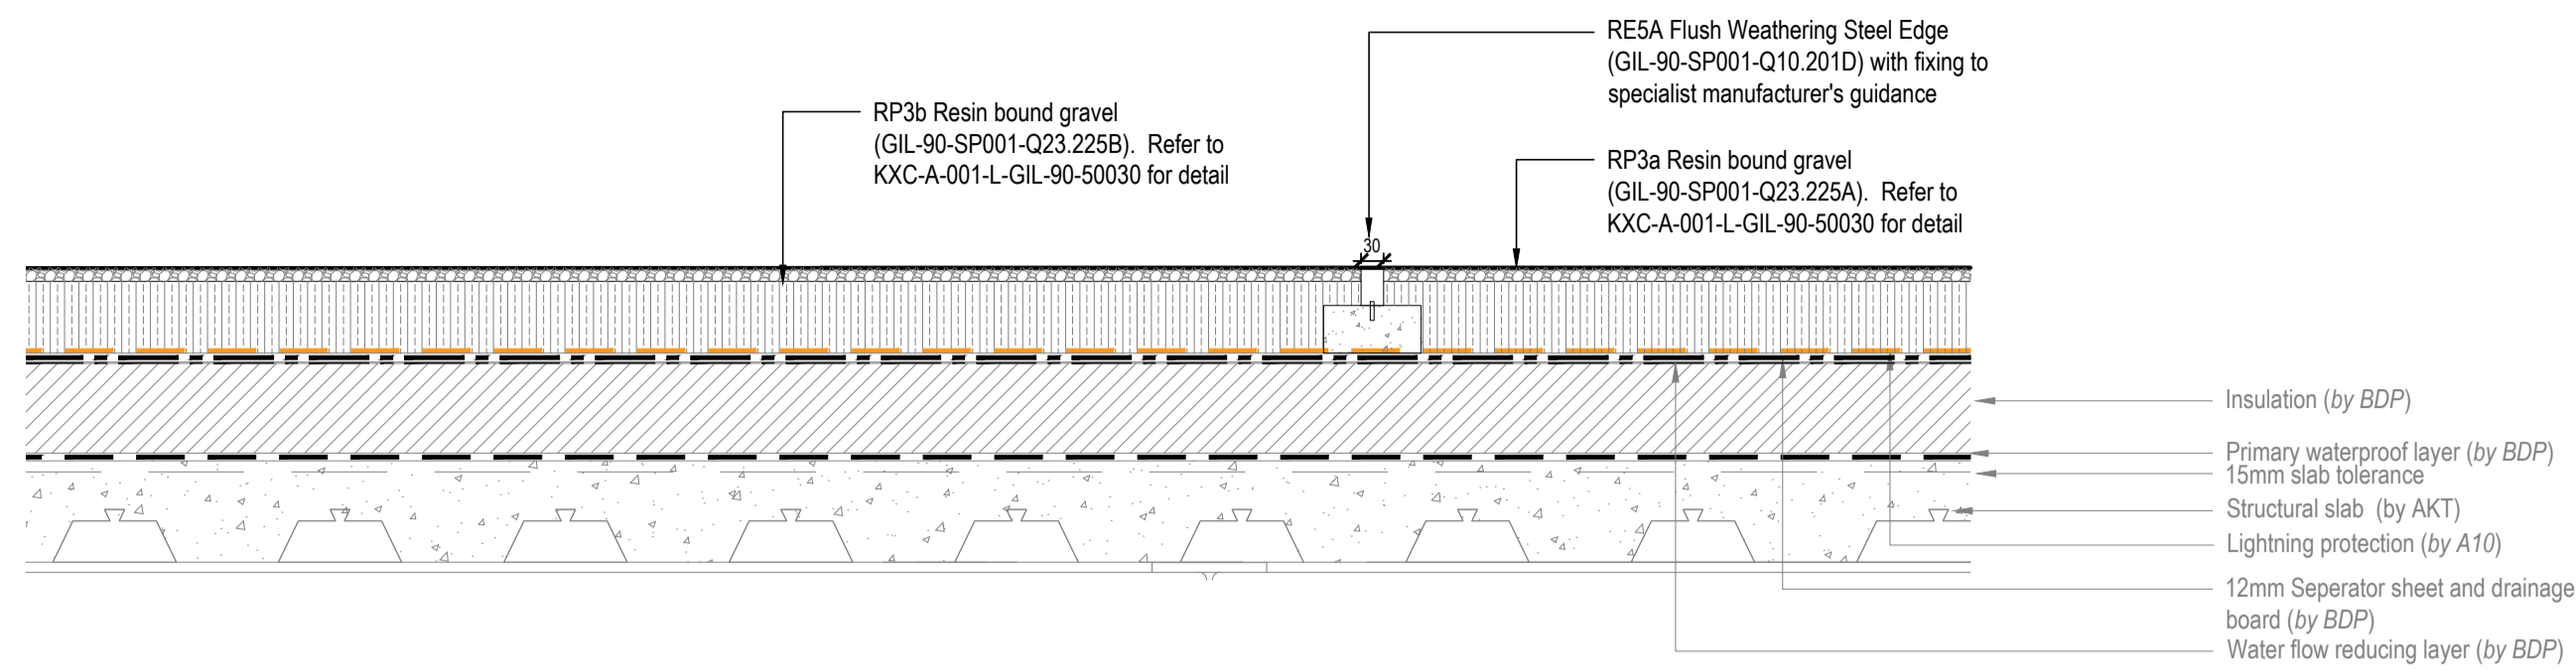 RE5A Flush Weathering Steel Edge
(GIL-90-SP001-Q10.201D) with fixing to
specialist manufacturer's guidance
RP3b Resin bound gravel
(GIL-90-SP001-Q23.225B).  Refer to
KXC-A-001-L-GIL-90-50030 for detail
RP3a Resin bound gravel
(GIL-90-SP001-Q23.225A).  Refer to
KXC-A-001-L-GIL-90-50030 for detail
30
Insulation (by BDP)
Primary waterproof layer (by BDP)
15mm slab tolerance
Structural slab  (by AKT)
Lightning protection (by A10)
12mm Seperator sheet and drainage
board (by BDP)
Water flow reducing layer (by BDP)